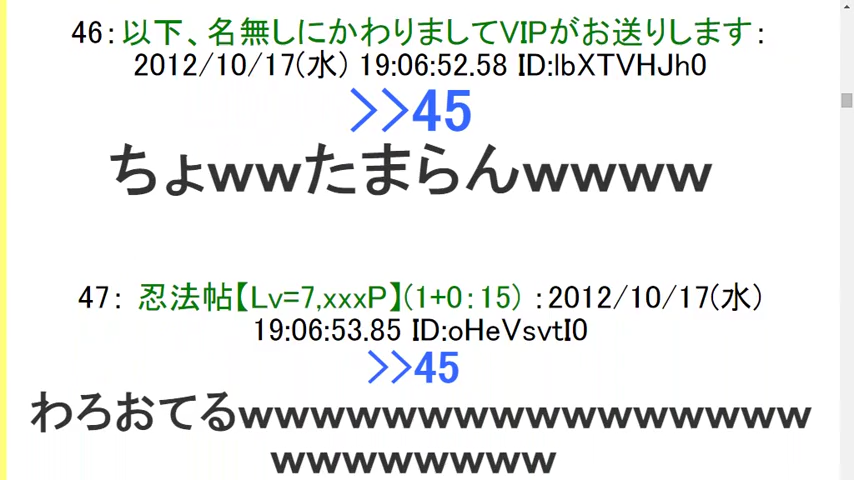 46：以下、名無しにかわりましてVIPがお送りします：
2012/10/17(水) 19:06:52.58 ID:lbXTVHJh0
>>45
ちょwwたまらんwwww
47： 忍法帖【Lv=7,xxxP】(1+0：15) ：2012/10/17(水)
19:06:53.85 ID:oHeVsvtI0
>>45
わろおてるwwwwwwwwwwwwwwww
wwwwwwww